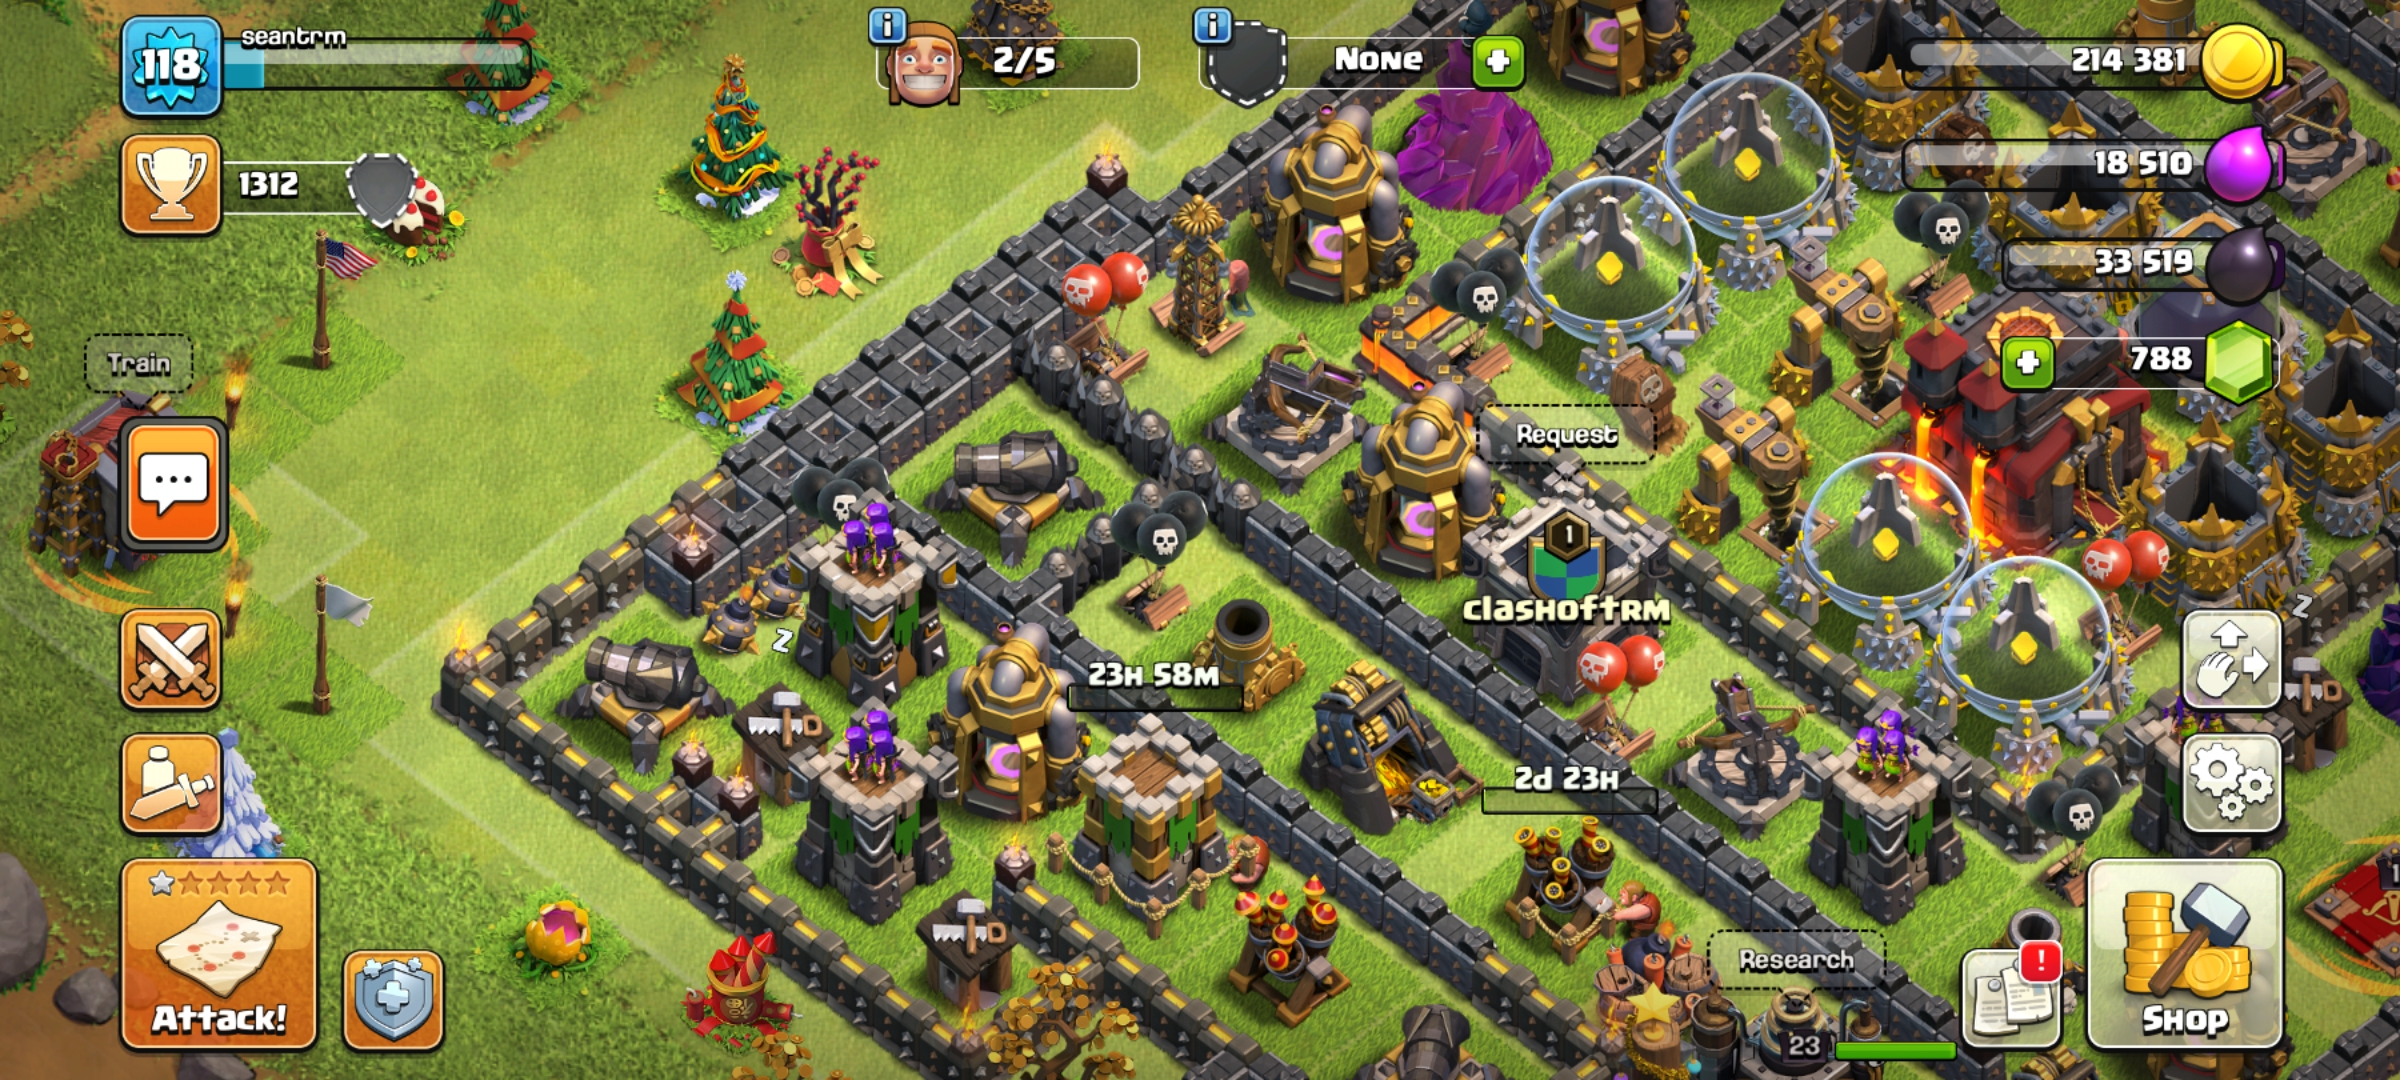 118
seantrm
2/5
None
214 381
1312
18 510
33 519
788
Train
Request
1
clashoftrm
23H 58M
2d 23H
Z
Z
Attack!
Research
23
!
Shop